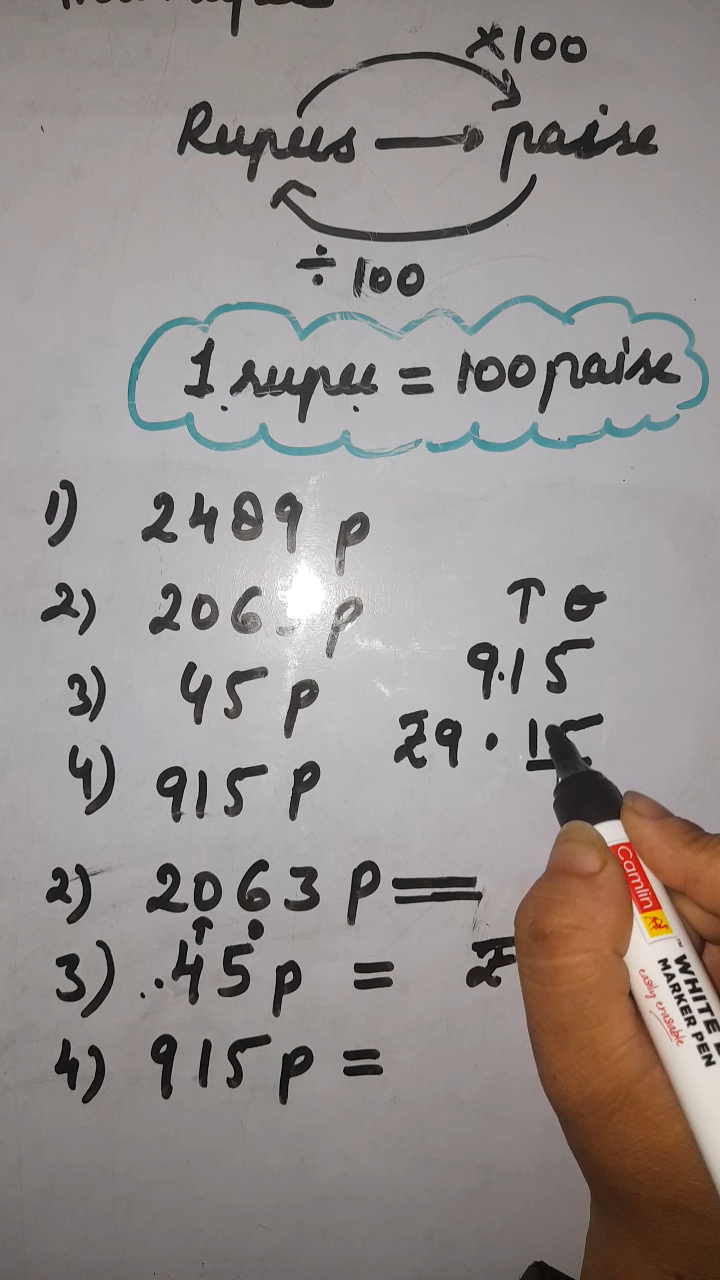 ×100
Rupees → paise
÷ 100
1 rupee = 100 paise
1) 2489 p
2) 206 p
3) 45 p
4) 915 p
T O
9.15
₹9.15
2) 2063 p =
T O
3) ..45 p = ₹
4) 915 p =
Camlin
WHITE
MARKER PEN
easily erasable